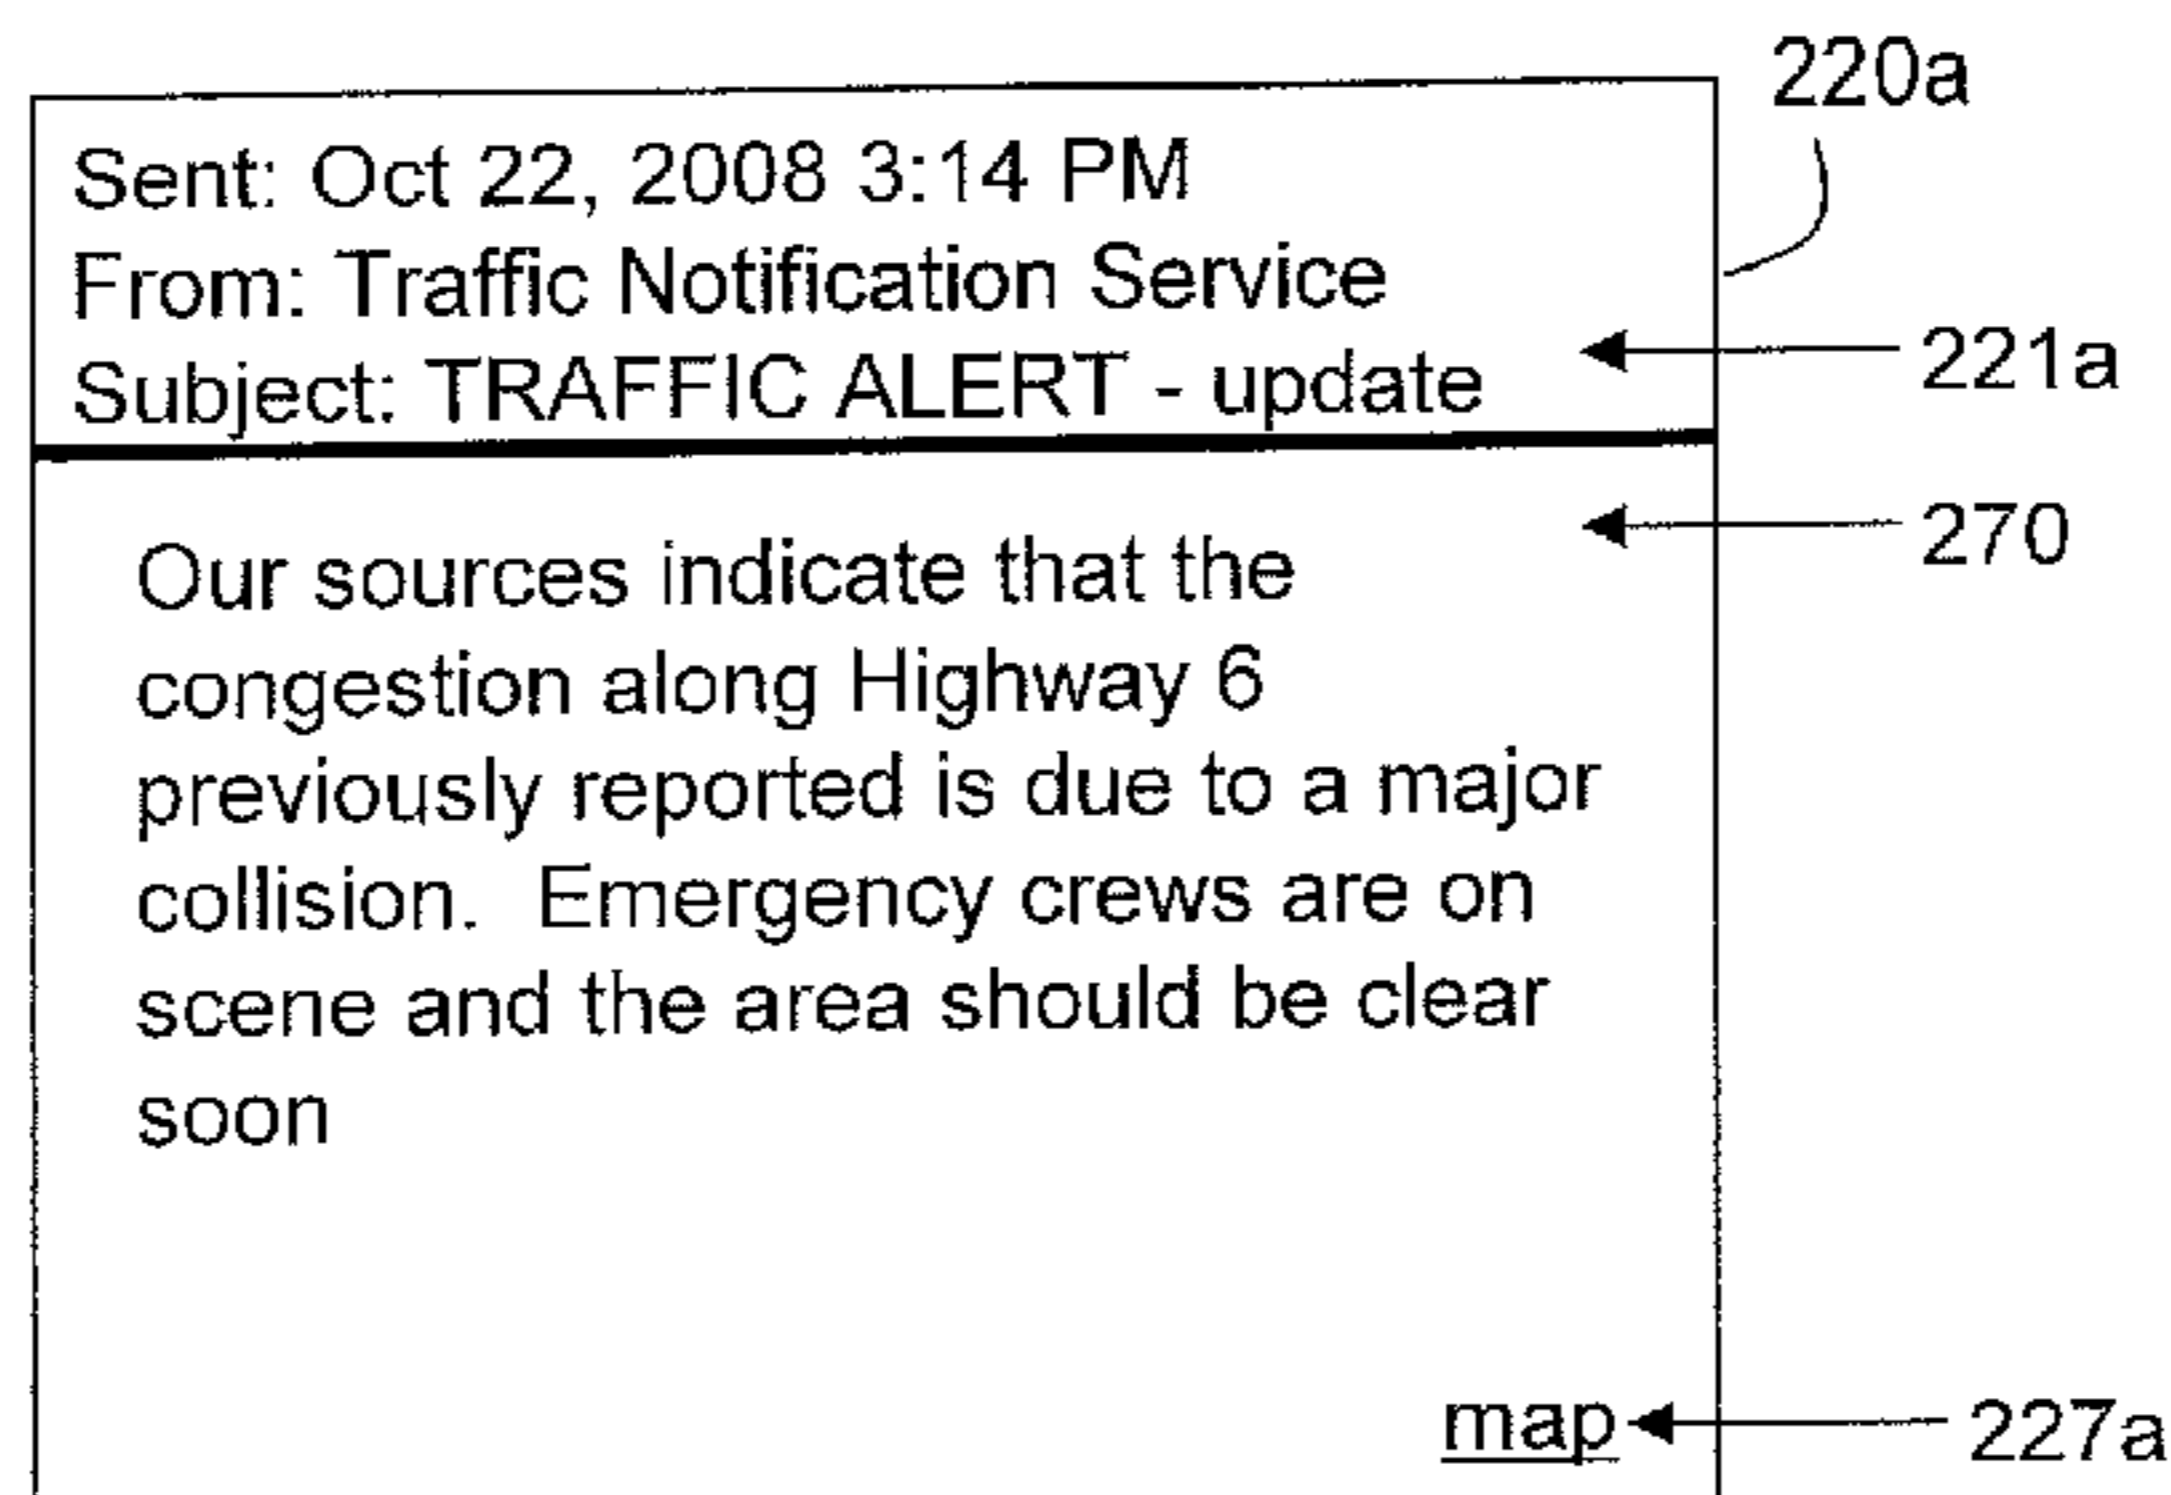 220a
Sent: Oct 22, 2008 3:14 PM
From: Traffic Notification Service
Subject: TRAFFIC ALERT - update
221a
270
Our sources indicate that the
congestion along Highway 6
previously reported is due to a major
collision.  Emergency crews are on
scene and the area should be clear
soon
map
227a